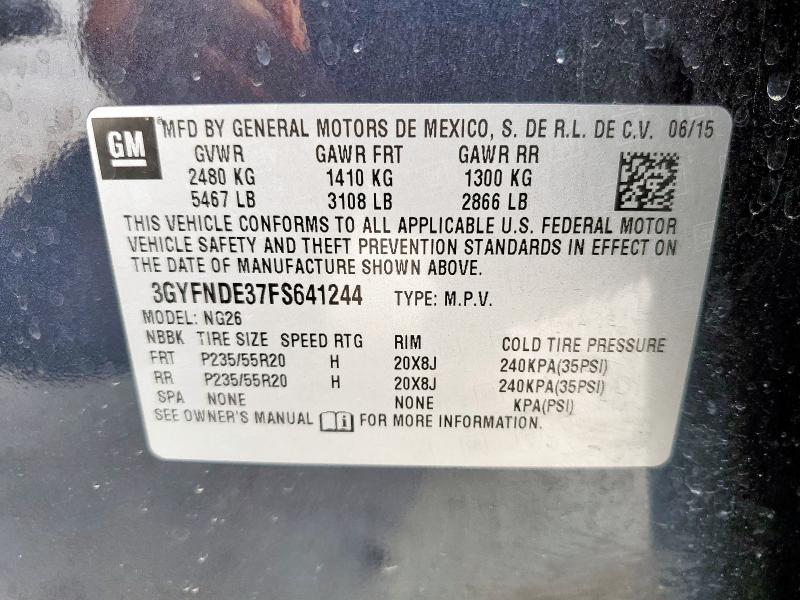 GM
MFD BY GENERAL MOTORS DE MEXICO, S. DE R.L. DE C.V. 06/15
GVWR GAWR FRT GAWR RR
2480 KG 1410 KG 1300 KG
5467 LB 3108 LB 2866 LB
THIS VEHICLE CONFORMS TO ALL APPLICABLE U.S. FEDERAL MOTOR
VEHICLE SAFETY AND THEFT PREVENTION STANDARDS IN EFFECT ON
THE DATE OF MANUFACTURE SHOWN ABOVE.
3GYFNDE37FS641244 TYPE: M.P.V.
MODEL: NG26
NBBK TIRE SIZE SPEED RTG RIM COLD TIRE PRESSURE
FRT P235/55R20 H 20X8J 240KPA(35PSI)
RR P235/55R20 H 20X8J 240KPA(35PSI)
SPA NONE NONE KPA(PSI)
SEE OWNER'S MANUAL i FOR MORE INFORMATION.